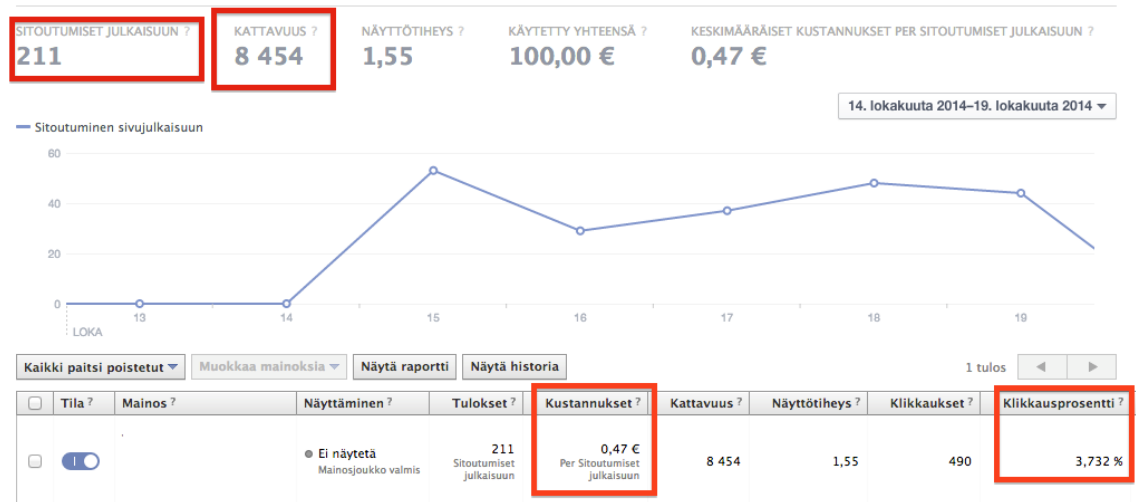 SITOUTUMISET JULKAISUUN ? KATTAVUUS ? NÄYTTÖTIHEYS ? KÄYTETTY YHTEENSÄ ? KESKIMÄÄRÄISET KUSTANNUKSET PER SITOUTUMISET JULKAISUUN ?
211 8 454 1,55 100,00 € 0,47 €
14. lokakuuta 2014–19. lokakuuta 2014
Sitoutuminen sivujulkaisuun
60
40
20
0
13 14 15 16 17 18 19
LOKA
Kaikki paitsi poistetut Muokkaa mainoksia Näytä raportti Näytä historia 1 tulos
Tila ? Mainos ? Näyttäminen ? Tulokset ? Kustannukset ? Kattavuus ? Näyttötiheys ? Klikkaukset ? Klikkausprosentti ?
Ei näytetä 211 0,47 € 8 454 1,55 490 3,732 %
Mainosjoukko valmis Sitoutumiset Per Sitoutumiset
julkaisuun julkaisuun